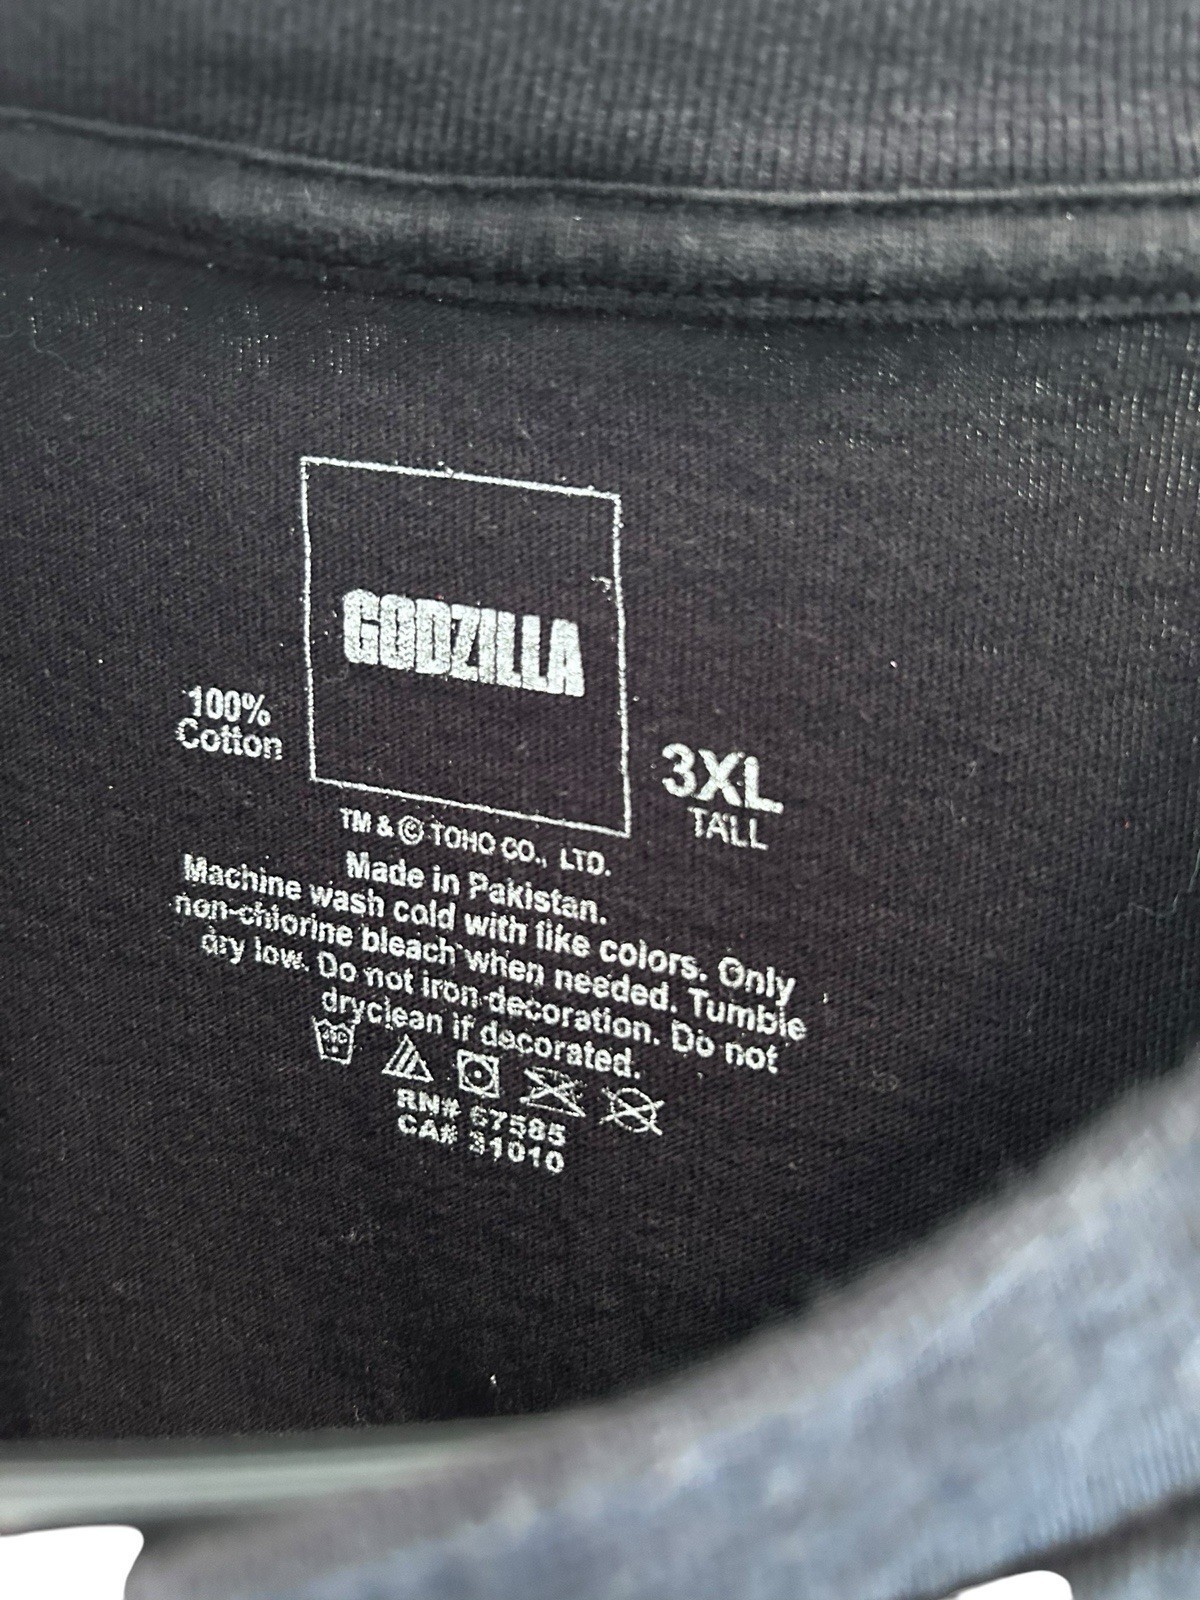 GODZILLA
100%
Cotton
3XL
TALL
TM & © TOHO CO., LTD.
Made in Pakistan.
Machine wash cold with like colors. Only
non-chlorine bleach when needed. Tumble
dry low. Do not iron decoration. Do not
dryclean if decorated.
RN# 67585
CA# 31010